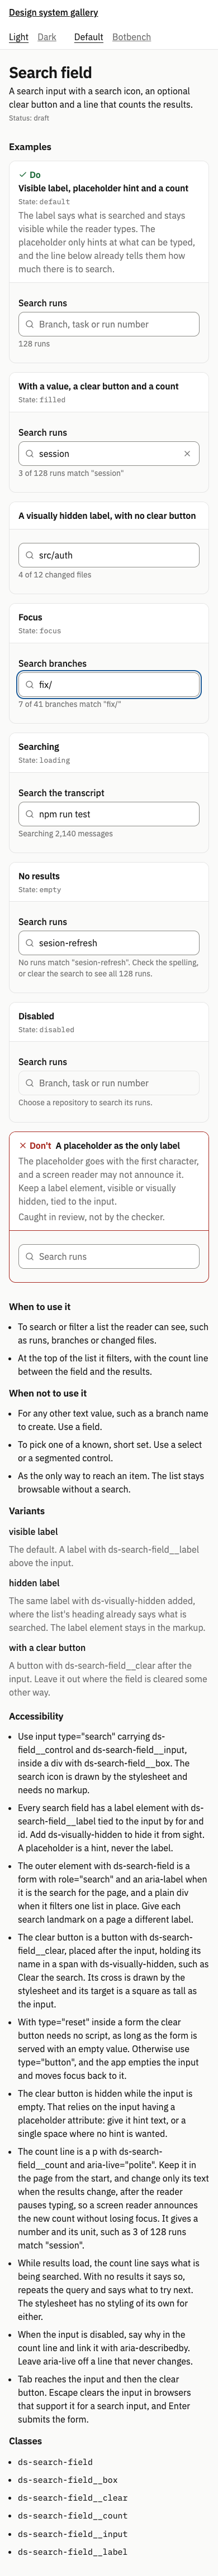 Design system gallery
Light Dark Default Botbench
Search field
A search input with a search icon, an optional
clear button and a line that counts the results.
Status: draft
Examples
Do
Visible label, placeholder hint and a count
State: default
The label says what is searched and stays
visible while the reader types. The
placeholder only hints at what can be typed,
and the line below already tells them how
much there is to search.
Search runs
Branch, task or run number
128 runs
With a value, a clear button and a count
State: filled
Search runs
session
3 of 128 runs match "session"
A visually hidden label, with no clear button
src/auth
4 of 12 changed files
Focus
State: focus
Search branches
fix/
7 of 41 branches match "fix/"
Searching
State: loading
Search the transcript
npm run test
Searching 2,140 messages
No results
State: empty
Search runs
sesion-refresh
No runs match "sesion-refresh". Check the spelling,
or clear the search to see all 128 runs.
Disabled
State: disabled
Search runs
Branch, task or run number
Choose a repository to search its runs.
Don't A placeholder as the only label
The placeholder goes with the first character,
and a screen reader may not announce it.
Keep a label element, visible or visually
hidden, tied to the input.
Caught in review, not by the checker.
Search runs
When to use it
• To search or filter a list the reader can see, such
as runs, branches or changed files.
• At the top of the list it filters, with the count line
between the field and the results.
When not to use it
• For any other text value, such as a branch name
to create. Use a field.
• To pick one of a known, short set. Use a select
or a segmented control.
• As the only way to reach an item. The list stays
browsable without a search.
Variants
visible label
The default. A label with ds-search-field__label
above the input.
hidden label
The same label with ds-visually-hidden added,
where the list's heading already says what is
searched. The label element stays in the markup.
with a clear button
A button with ds-search-field__clear after the
input. Leave it out where the field is cleared some
other way.
Accessibility
• Use input type="search" carrying ds-
field__control and ds-search-field__input,
inside a div with ds-search-field__box. The
search icon is drawn by the stylesheet and
needs no markup.
• Every search field has a label element with ds-
search-field__label tied to the input by for and
id. Add ds-visually-hidden to hide it from sight.
A placeholder is a hint, never the label.
• The outer element with ds-search-field is a
form with role="search" and an aria-label when
it is the search for the page, and a plain div
when it filters one list in place. Give each
search landmark on a page a different label.
• The clear button is a button with ds-search-
field__clear, placed after the input, holding its
name in a span with ds-visually-hidden, such as
Clear the search. Its cross is drawn by the
stylesheet and its target is a square as tall as
the input.
• With type="reset" inside a form the clear
button needs no script, as long as the form is
served with an empty value. Otherwise use
type="button", and the app empties the input
and moves focus back to it.
• The clear button is hidden while the input is
empty. That relies on the input having a
placeholder attribute: give it hint text, or a
single space where no hint is wanted.
• The count line is a p with ds-search-
field__count and aria-live="polite". Keep it in
the page from the start, and change only its text
when the results change, after the reader
pauses typing, so a screen reader announces
the new count without losing focus. It gives a
number and its unit, such as 3 of 128 runs
match "session".
• While results load, the count line says what is
being searched. With no results it says so,
repeats the query and says what to try next.
The stylesheet has no styling of its own for
either.
• When the input is disabled, say why in the
count line and link it with aria-describedby.
Leave aria-live off a line that never changes.
• Tab reaches the input and then the clear
button. Escape clears the input in browsers
that support it for a search input, and Enter
submits the form.
Classes
• ds-search-field
• ds-search-field__box
• ds-search-field__clear
• ds-search-field__count
• ds-search-field__input
• ds-search-field__label